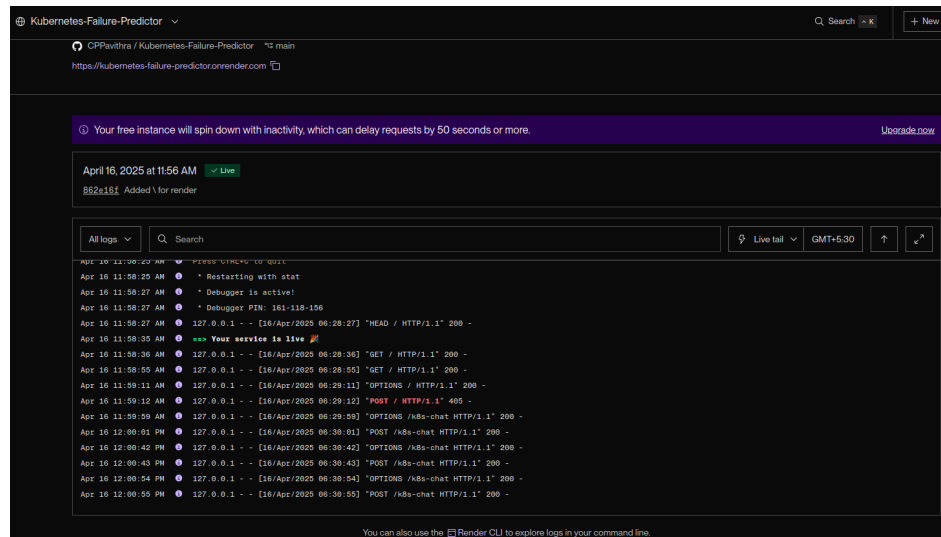 Kubernetes-Failure-Predictor
Search ^ K
+ New
CPPavithra / Kubernetes-Failure-Predictor main
https://kubernetes-failure-predictor.onrender.com
Your free instance will spin down with inactivity, which can delay requests by 50 seconds or more. Upgrade now
April 16, 2025 at 11:56 AM ✓ Live
862e16f Added \ for render
All logs Search Live tail GMT+5:30
Apr 16 11:58:25 AM Press CTRL+C to quit
Apr 16 11:58:25 AM * Restarting with stat
Apr 16 11:58:27 AM * Debugger is active!
Apr 16 11:58:27 AM * Debugger PIN: 161-118-156
Apr 16 11:58:27 AM 127.0.0.1 - - [16/Apr/2025 06:28:27] "HEAD / HTTP/1.1" 200 -
Apr 16 11:58:35 AM ==> Your service is live 🎉
Apr 16 11:58:36 AM 127.0.0.1 - - [16/Apr/2025 06:28:36] "GET / HTTP/1.1" 200 -
Apr 16 11:58:55 AM 127.0.0.1 - - [16/Apr/2025 06:28:55] "GET / HTTP/1.1" 200 -
Apr 16 11:59:11 AM 127.0.0.1 - - [16/Apr/2025 06:29:11] "OPTIONS / HTTP/1.1" 200 -
Apr 16 11:59:12 AM 127.0.0.1 - - [16/Apr/2025 06:29:12] "POST / HTTP/1.1" 405 -
Apr 16 11:59:59 AM 127.0.0.1 - - [16/Apr/2025 06:29:59] "OPTIONS /k8s-chat HTTP/1.1" 200 -
Apr 16 12:00:01 PM 127.0.0.1 - - [16/Apr/2025 06:30:01] "POST /k8s-chat HTTP/1.1" 200 -
Apr 16 12:00:42 PM 127.0.0.1 - - [16/Apr/2025 06:30:42] "OPTIONS /k8s-chat HTTP/1.1" 200 -
Apr 16 12:00:43 PM 127.0.0.1 - - [16/Apr/2025 06:30:43] "POST /k8s-chat HTTP/1.1" 200 -
Apr 16 12:00:54 PM 127.0.0.1 - - [16/Apr/2025 06:30:54] "OPTIONS /k8s-chat HTTP/1.1" 200 -
Apr 16 12:00:55 PM 127.0.0.1 - - [16/Apr/2025 06:30:55] "POST /k8s-chat HTTP/1.1" 200 -
You can also use the Render CLI to explore logs in your command line.